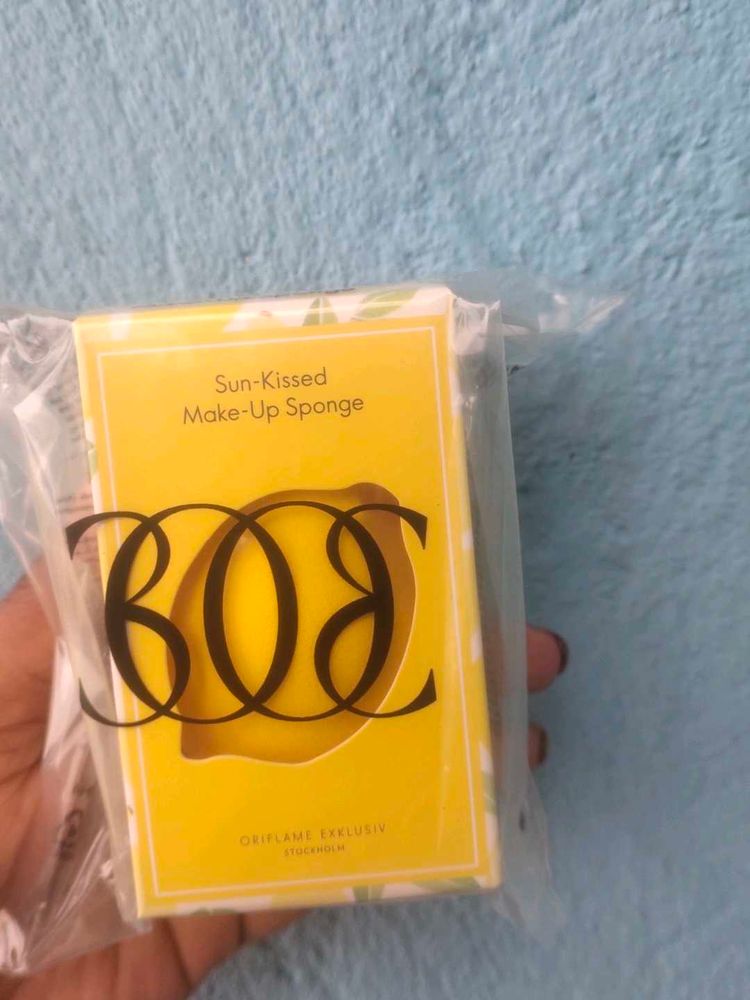 Sun-Kissed
Make-Up Sponge
ORIFLAME EXKLUSIV
STOCKHOLM